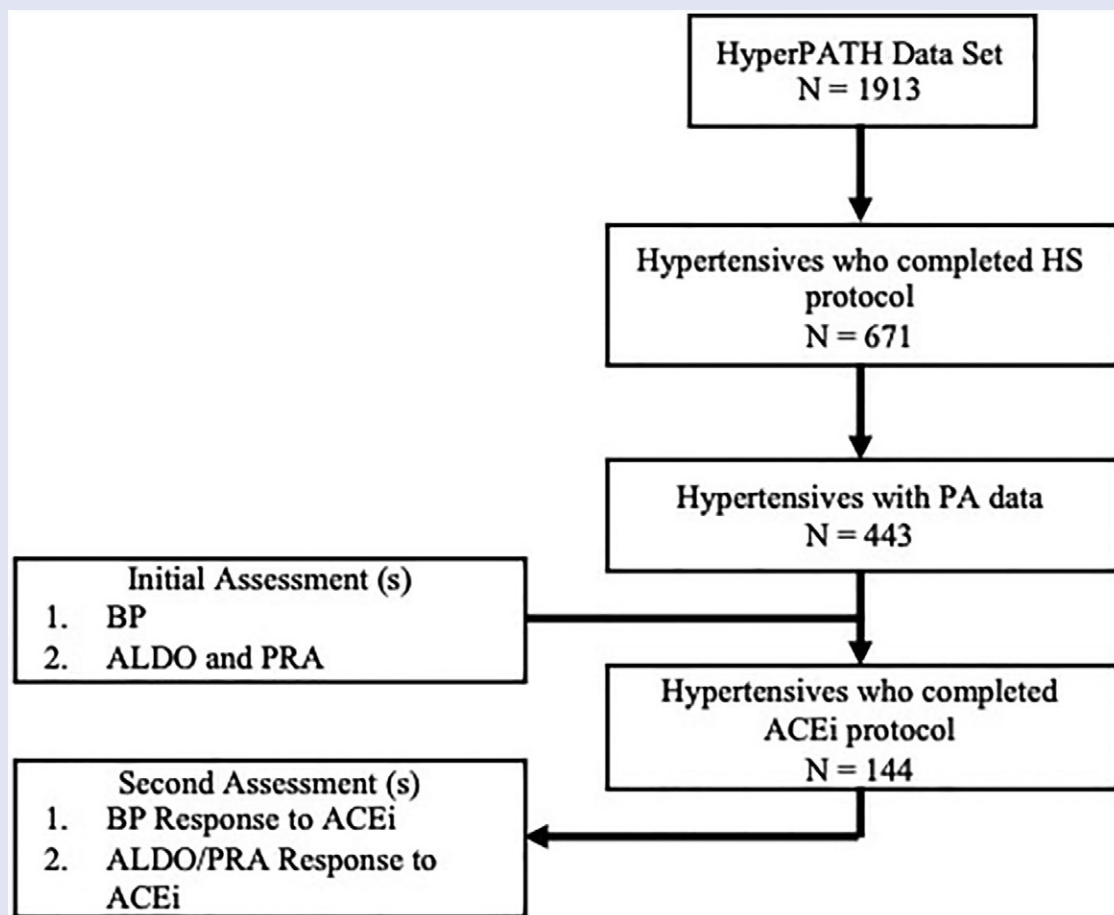 HyperPATH Data Set
N = 1913
Hypertensives who completed HS
protocol
N = 671
Hypertensives with PA data
N = 443
Initial Assessment (s)
1. BP
2. ALDO and PRA
Hypertensives who completed
ACEi protocol
N = 144
Second Assessment (s)
1. BP Response to ACEi
2. ALDO/PRA Response to
ACEi